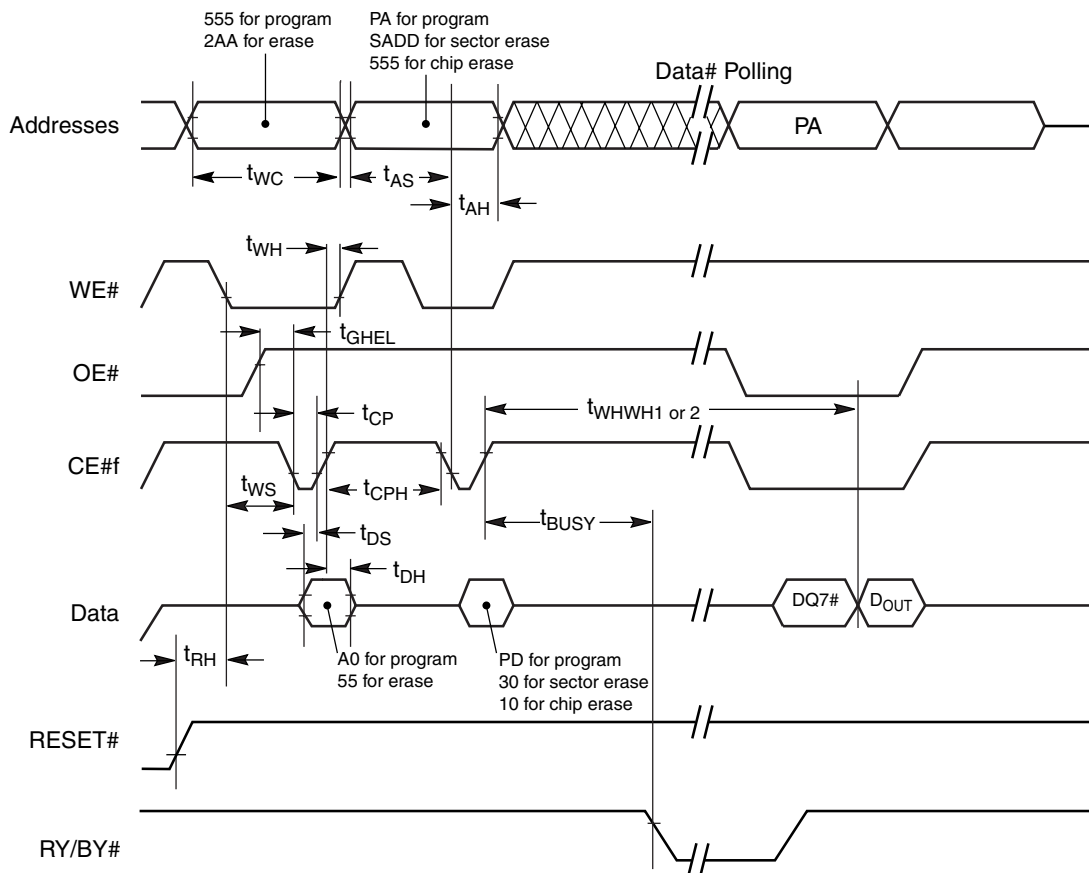 555 for program
2AA for erase
PA for program
SADD for sector erase
555 for chip erase
Data# Polling
Addresses
PA
tWC
tAS
tAH
tWH
WE#
tGHEL
OE#
tWHWH1 or 2
tCP
CE#f
tWS
tCPH
tBUSY
tDS
tDH
Data
DQ7#
DOUT
tRH
A0 for program
55 for erase
PD for program
30 for sector erase
10 for chip erase
RESET#
RY/BY#